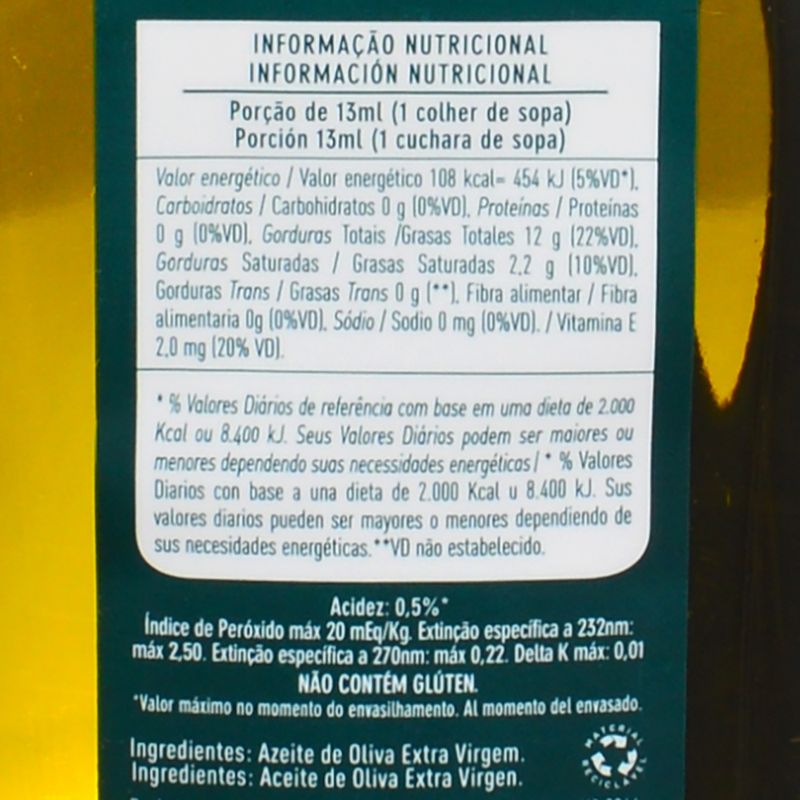 INFORMAÇÃO NUTRICIONAL
INFORMACIÓN NUTRICIONAL
Porção de 13ml (1 colher de sopa)
Porción 13ml (1 cuchara de sopa)
Valor energético / Valor energético 108 kcal= 454 kJ (5%VD*),
Carboidratos / Carbohidratos 0 g (0%VD), Proteínas / Proteínas
0 g (0%VD), Gorduras Totais /Grasas Totales 12 g (22%VD),
Gorduras Saturadas / Grasas Saturadas 2,2 g (10%VD),
Gorduras Trans / Grasas Trans 0 g (**), Fibra alimentar / Fibra
alimentaria 0g (0%VD), Sódio / Sodio 0 mg (0%VD). / Vitamina E
2,0 mg (20% VD).
* % Valores Diários de referência com base em uma dieta de 2.000
Kcal ou 8.400 kJ. Seus Valores Diários podem ser maiores ou
menores dependendo suas necessidades energéticas/ * % Valores
Diarios con base a una dieta de 2.000 Kcal u 8.400 kJ. Sus
valores diarios pueden ser mayores o menores dependiendo de
sus necesidades energéticas.**VD não estabelecido.
Acidez: 0,5%*
Índice de Peróxido máx 20 mEq/Kg. Extinção específica a 232nm:
máx 2,50. Extinção específica a 270nm: máx 0,22. Delta K máx: 0,01
NÃO CONTÉM GLÚTEN.
*Valor máximo no momento do envasilhamento. Al momento del envasado.
Ingredientes: Azeite de Oliva Extra Virgem.
Ingredientes: Aceite de Oliva Extra Virgen.
MATERIAL RECICLÁVEL